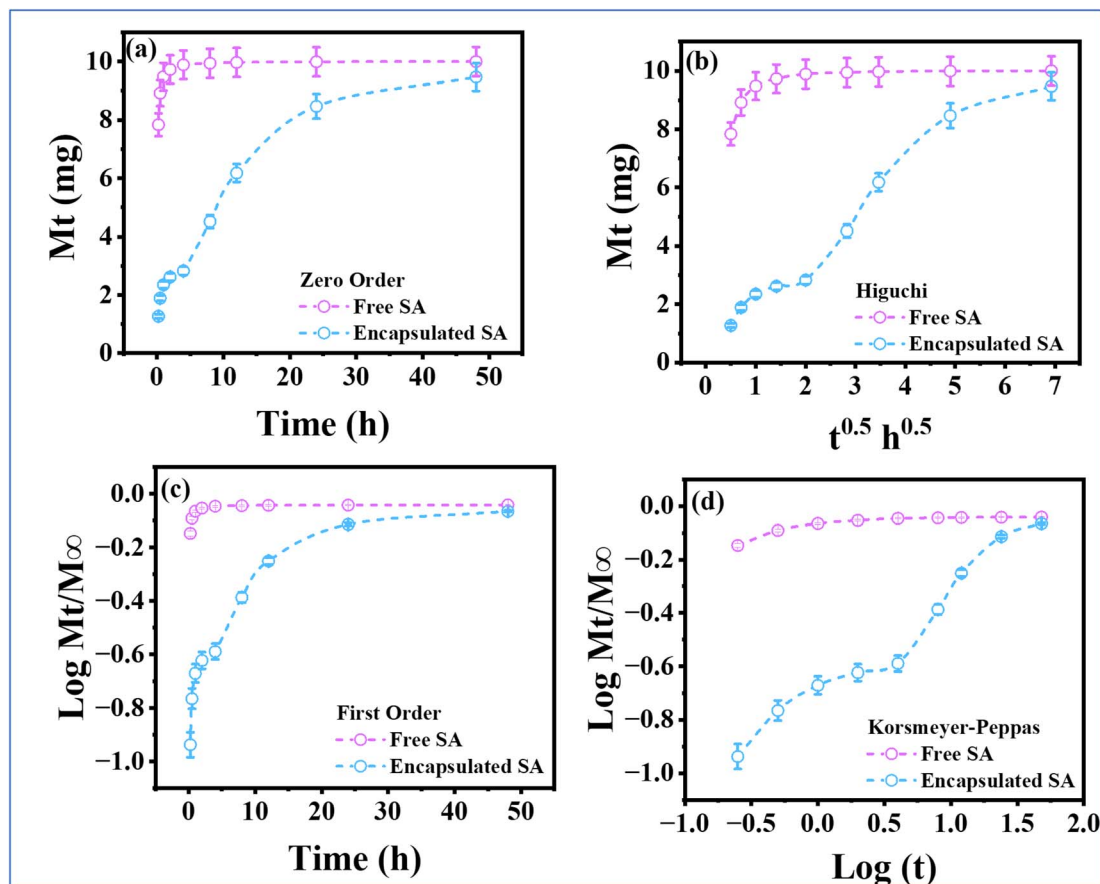 (a)
Mt (mg)
10
8
6
4
2
0
Zero Order
Free SA
Encapsulated SA
0 10 20 30 40 50
Time (h)
(b)
Mt (mg)
10
8
6
4
2
0
Higuchi
Free SA
Encapsulated SA
0 1 2 3 4 5 6 7
t^0.5 h^0.5
(c)
Log Mt/M∞
0.0
−0.2
−0.4
−0.6
−0.8
−1.0
First Order
Free SA
Encapsulated SA
0 10 20 30 40 50
Time (h)
(d)
Log Mt/M∞
−0.0
−0.2
−0.4
−0.6
−0.8
−1.0
Korsmeyer-Peppas
Free SA
Encapsulated SA
−1.0 −0.5 0.0 0.5 1.0 1.5 2.0
Log (t)